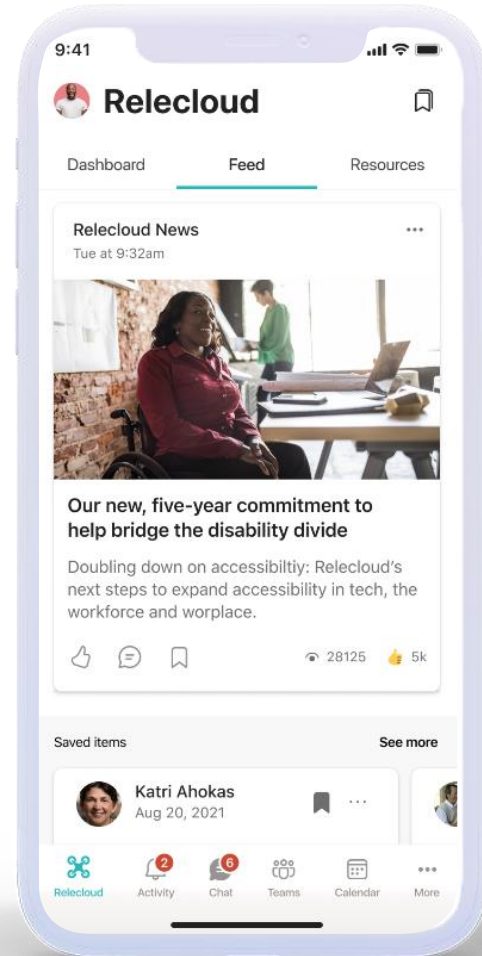 9:41
Relecloud
Dashboard Feed Resources
Relecloud News
Tue at 9:32am
Our new, five-year commitment to
help bridge the disability divide
Doubling down on accessibiltiy: Relecloud's
next steps to expand accessibility in tech, the
workforce and worplace.
28125 5k
Saved items See more
Katri Ahokas
Aug 20, 2021
2 6
Relecloud Activity Chat Teams Calendar More